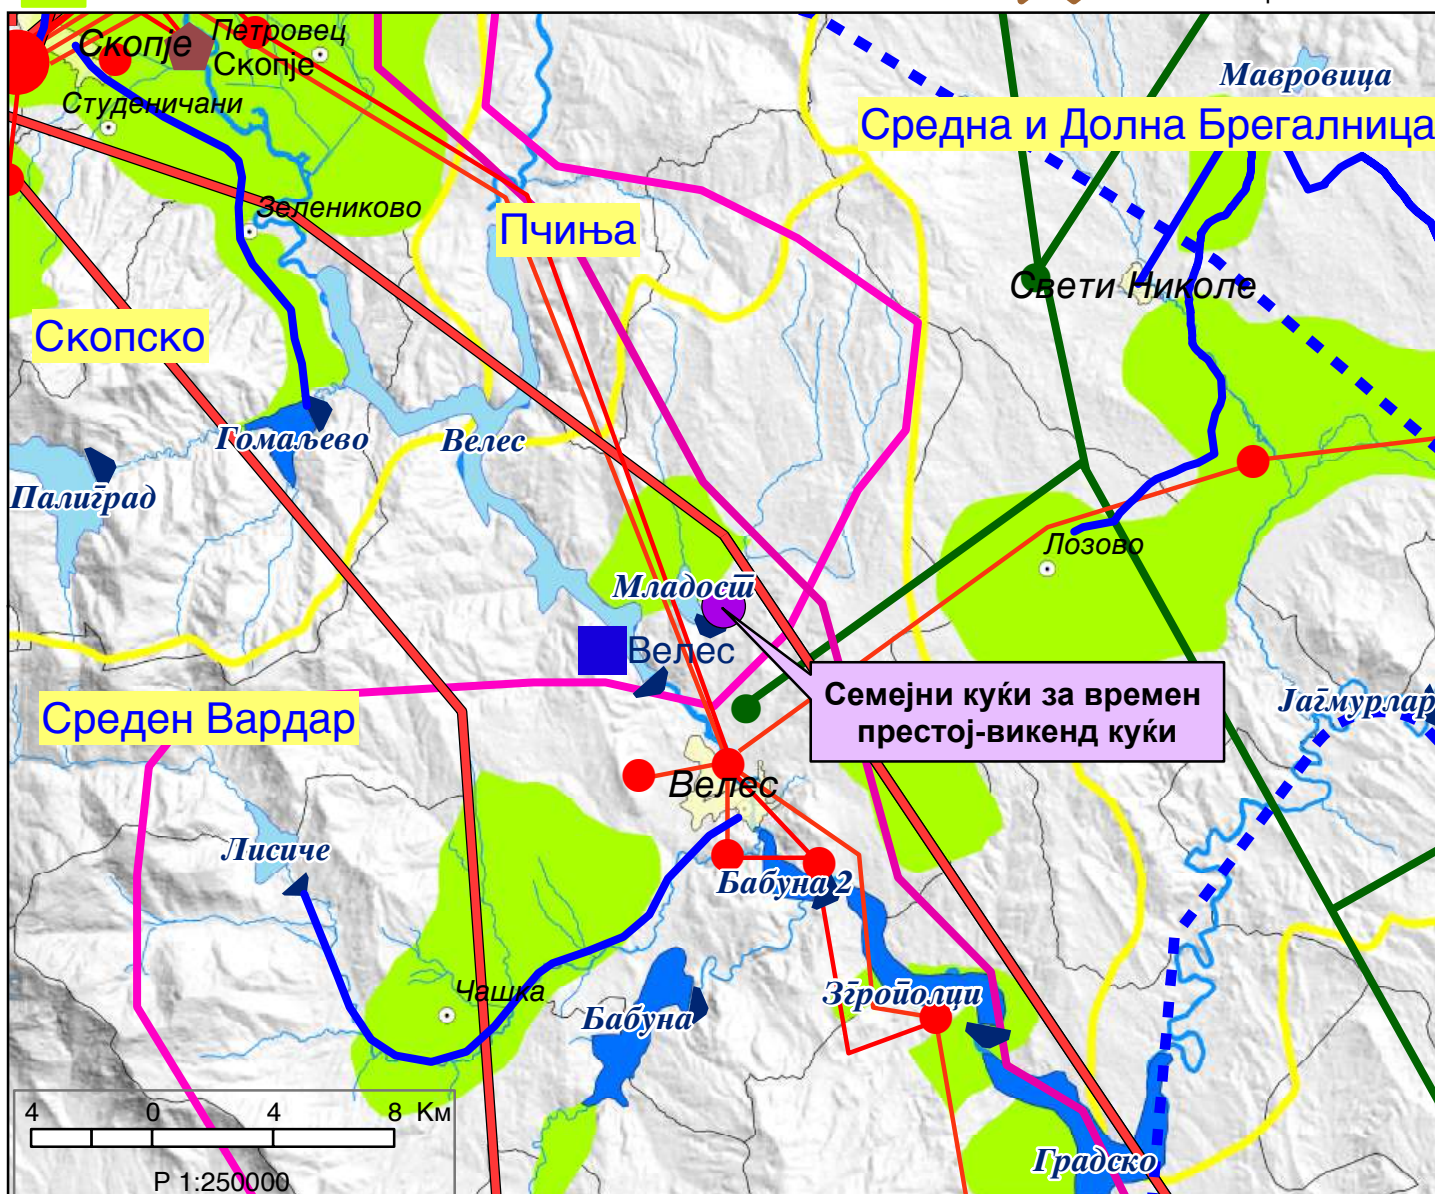 Петровец
Скопје
Скопје
Мавровица
Студеничани
Средна и Долна Брегалница
Зелениково
Пчиња
Свети Николе
Скопско
Гомаљево
Велес
Палиград
Лозово
Младост
Велес
Семејни куќи за времен
престој-викенд куќи
Јагмурлар
Среден Вардар
Велес
Лисиче
Бабуна 2
Чашка
Згрополци
Бабуна
4 0 4 8 Км
Градско
Р 1:250000